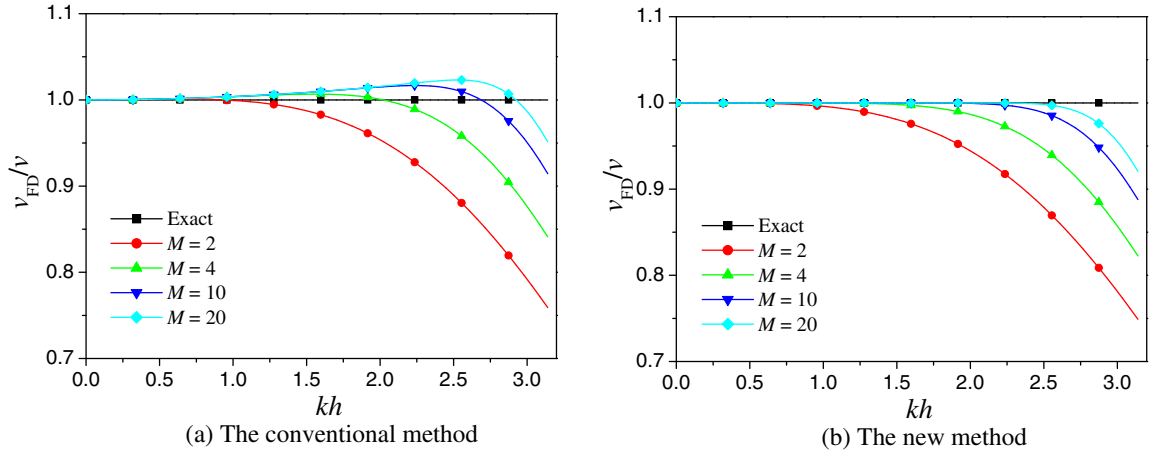 1.1
1.0
0.9
0.8
0.7
v_FD/v
Exact
M = 2
M = 4
M = 10
M = 20
0.0 0.5 1.0 1.5 2.0 2.5 3.0
kh
(a) The conventional method
1.1
1.0
0.9
0.8
0.7
v_FD/v
Exact
M = 2
M = 4
M = 10
M = 20
0.0 0.5 1.0 1.5 2.0 2.5 3.0
kh
(b) The new method